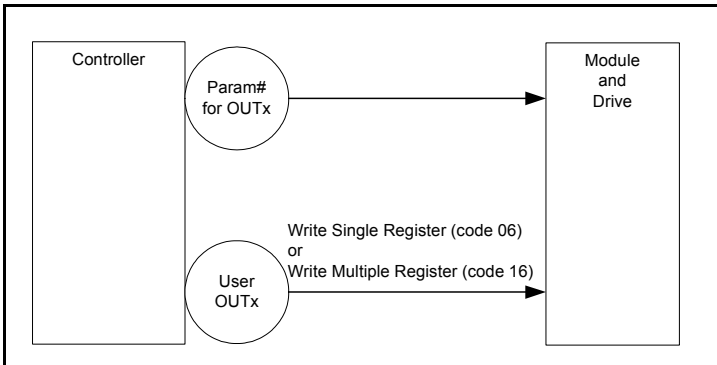 Controller
Param#
for OUTx
Module
and
Drive
Write Single Register (code 06)
or
Write Multiple Register (code 16)
User
OUTx